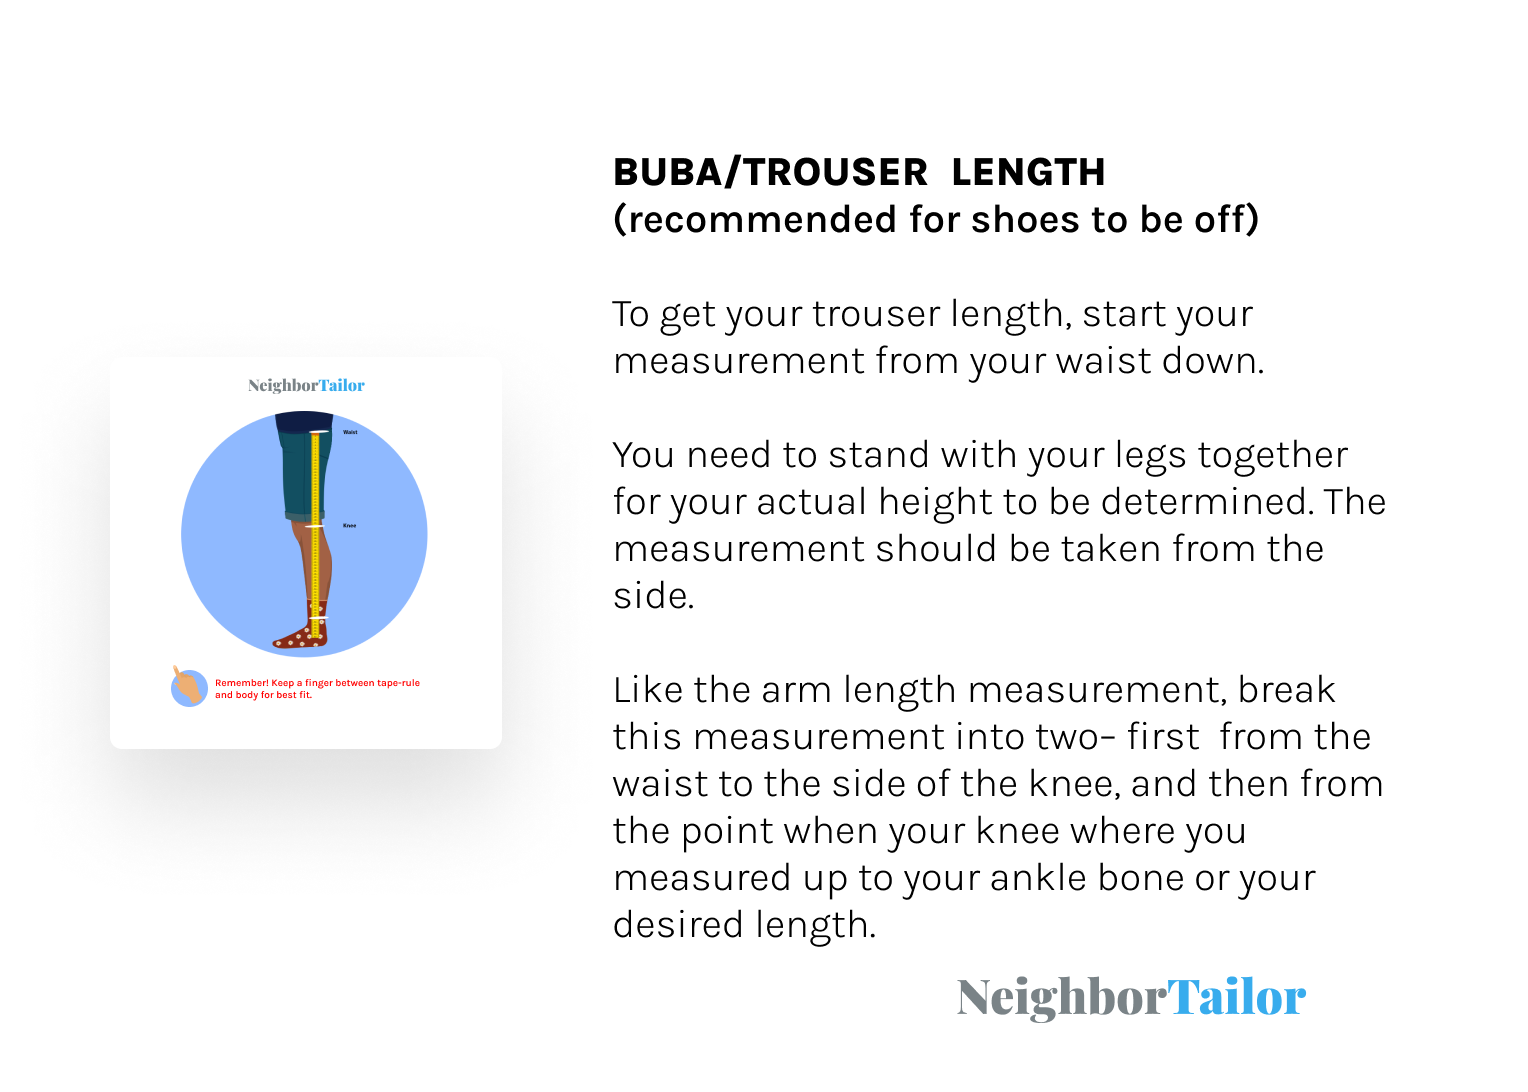 BUBA/TROUSER  LENGTH
(recommended for shoes to be off)
To get your trouser length, start your
measurement from your waist down.
You need to stand with your legs together
for your actual height to be determined. The
measurement should be taken from the
side.
Like the arm length measurement, break
this measurement into two– first  from the
waist to the side of the knee, and then from
the point when your knee where you
measured up to your ankle bone or your
desired length.
NeighborTailor
Waist
Knee
Remember! Keep a finger between tape-rule
and body for best fit.
NeighborTailor